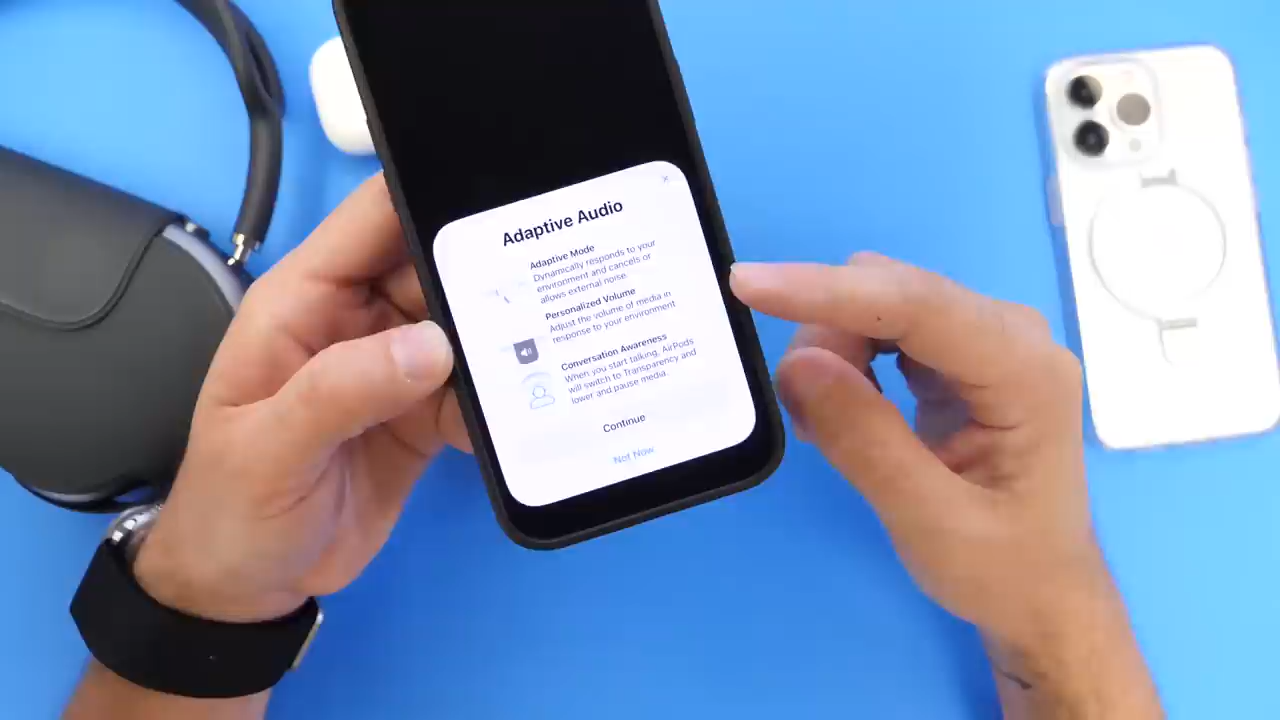 Adaptive Audio
Adaptive Mode
Dynamically responds to your
environment and cancels or
allows external noise.
Personalized Volume
Adjust the volume of media in
response to your environment
Conversation Awareness
When you start talking, AirPods
will switch to Transparency and
lower and pause media.
Continue
Not Now